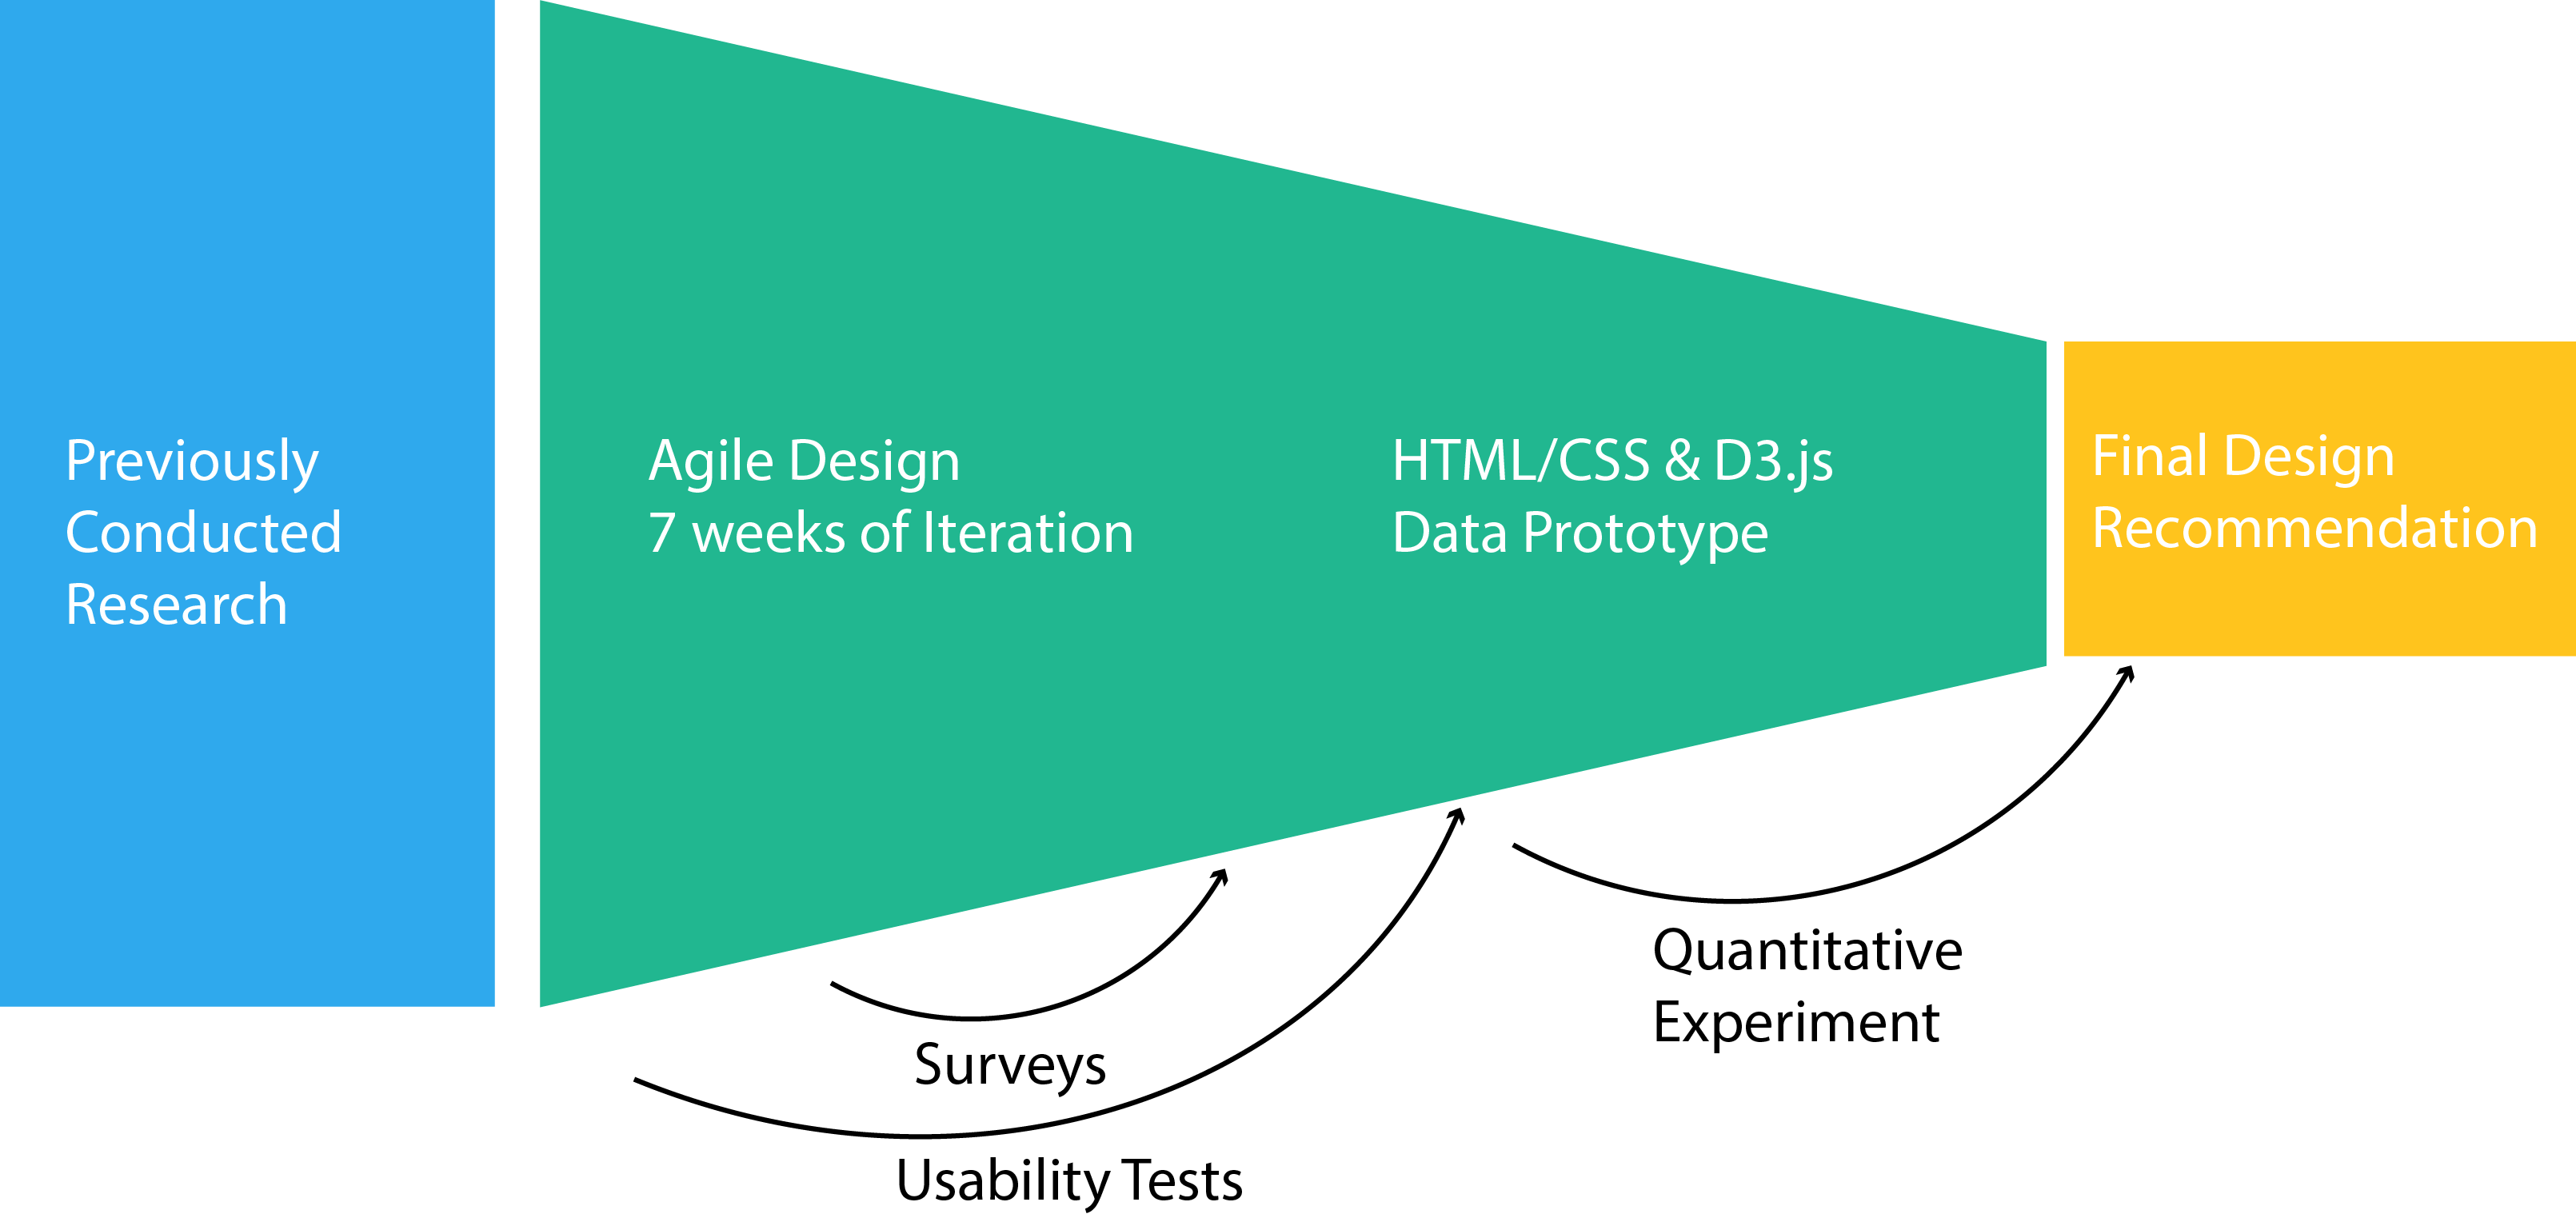 Previously
Conducted
Research
Agile Design
7 weeks of Iteration
HTML/CSS & D3.js
Data Prototype
Final Design
Recommendation
Surveys
Usability Tests
Quantitative
Experiment